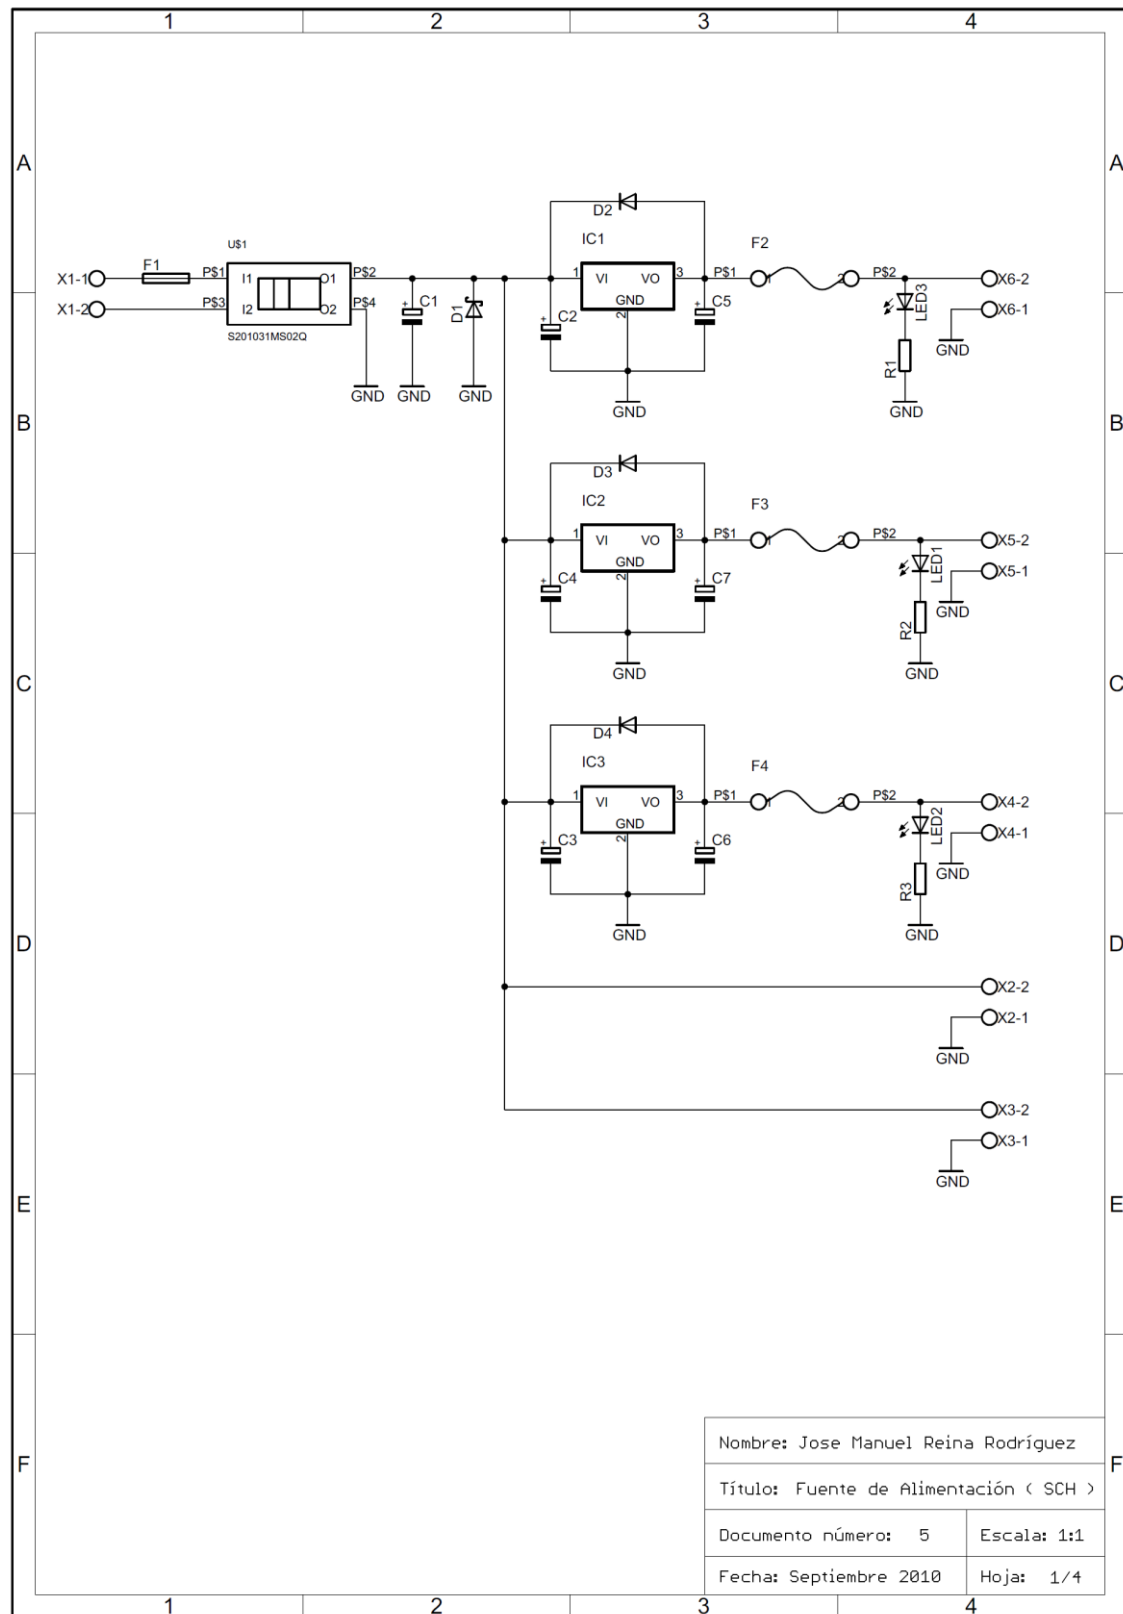 1 2 3 4
A A
D2
IC1 F2
U$1
X1-1 F1 P$1 I1 O1 P$2 1 VI VO 3 P$1 1 2 P$2 X6-2
GND
X1-2 P$3 I2 O2 P$4 + C1 D1 + C2 2 + C5 LED3 X6-1
S201031MS02Q
R1 GND
GND GND GND GND GND
B B
D3
IC2 F3
1 VI VO 3 P$1 1 2 P$2 X5-2
GND
+ C4 2 + C7 LED1 X5-1
R2 GND
GND GND
C C
D4
IC3 F4
1 VI VO 3 P$1 1 2 P$2 X4-2
GND
+ C3 2 + C6 LED2 X4-1
R3 GND
GND GND
D D
X2-2
X2-1
GND
X3-2
X3-1
GND
E E
Nombre: Jose Manuel Reina Rodríguez
F F
Título: Fuente de Alimentación ( SCH )
Documento número: 5 Escala: 1:1
Fecha: Septiembre 2010 Hoja: 1/4
1 2 3 4